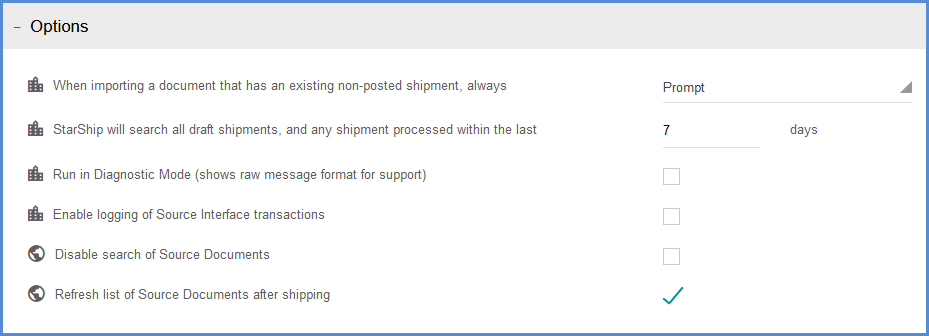 − Options
When importing a document that has an existing non-posted shipment, always Prompt
StarShip will search all draft shipments, and any shipment processed within the last 7 days
Run in Diagnostic Mode (shows raw message format for support)
Enable logging of Source Interface transactions
Disable search of Source Documents
Refresh list of Source Documents after shipping